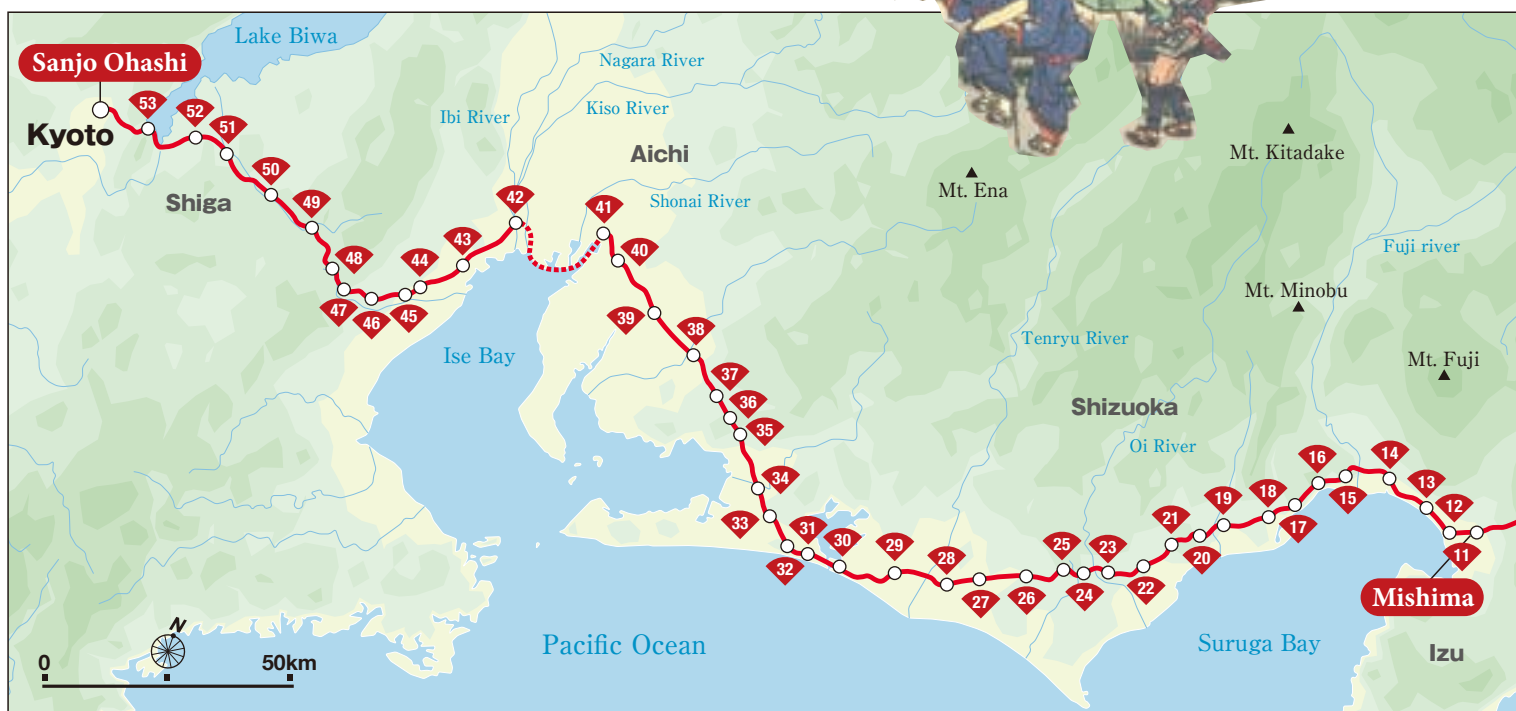 Lake Biwa
Sanjo Ohashi
Kyoto
53
52
51
50
49
48
47
46
45
44
43
42
41
40
39
38
37
36
35
34
33
32
31
30
29
28
27
26
25
24
23
22
21
20
19
18
17
16
15
14
13
12
11
Nagara River
Kiso River
Ibi River
Aichi
Shonai River
Shiga
Mt. Ena
Mt. Kitadake
Fuji river
Mt. Minobu
Tenryu River
Mt. Fuji
Ise Bay
Shizuoka
Oi River
Mishima
Pacific Ocean
Suruga Bay
Izu
N
0
50km